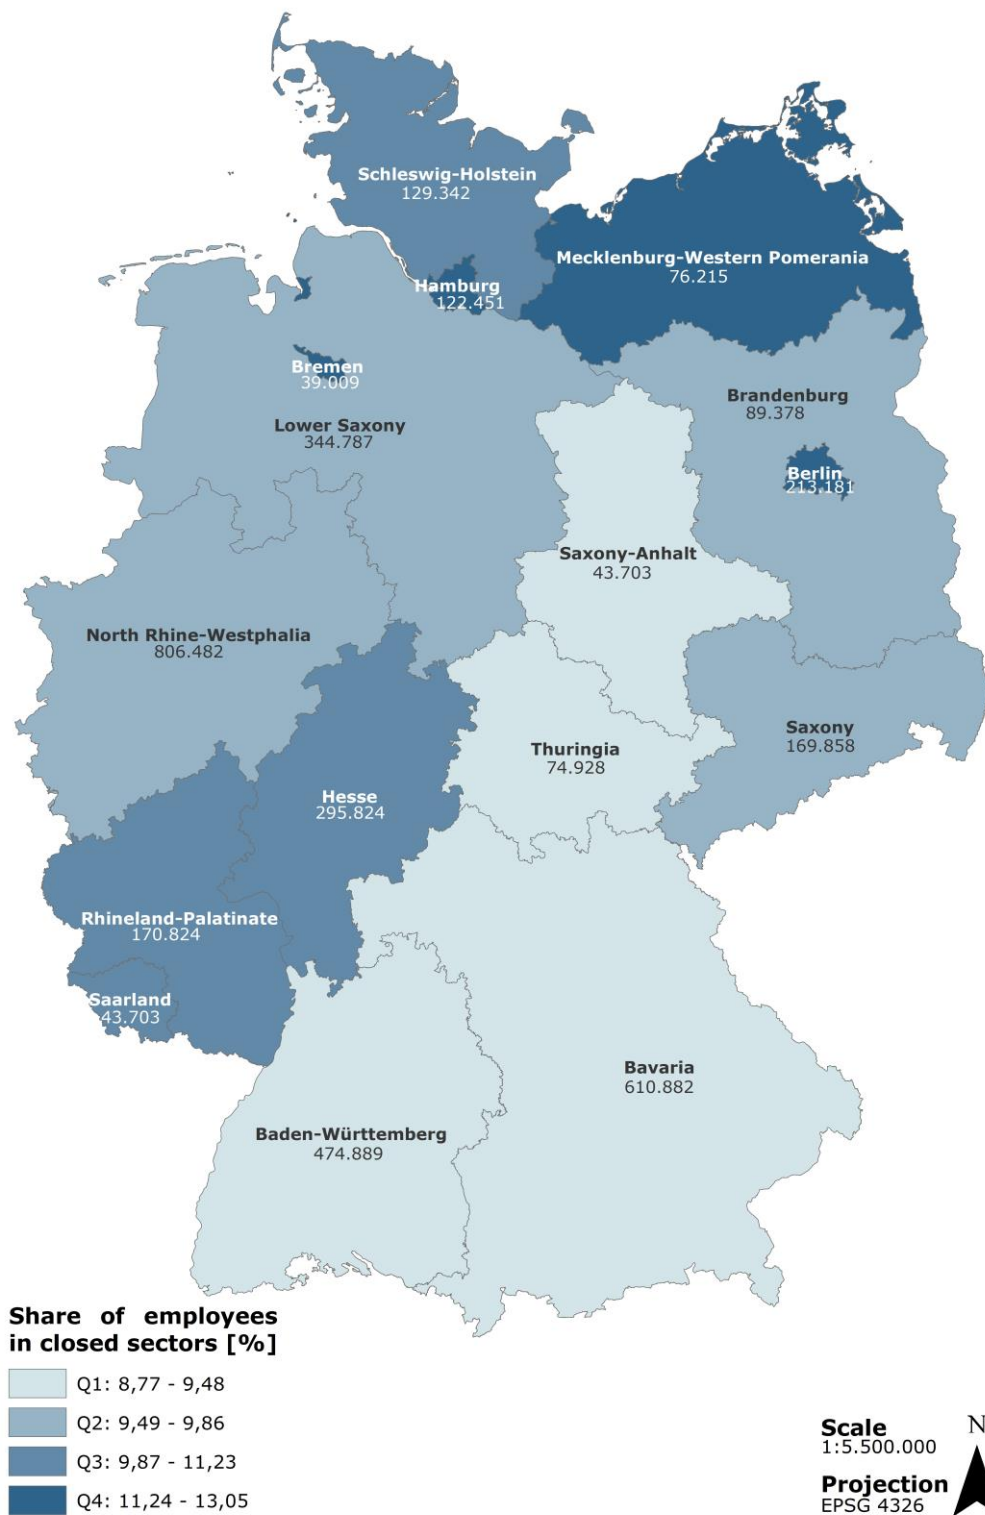 Schleswig-Holstein
129.342
Mecklenburg-Western Pomerania
76.215
Hamburg
122.451
Bremen
39.009
Brandenburg
89.378
Lower Saxony
344.787
Berlin
213.181
Saxony-Anhalt
43.703
North Rhine-Westphalia
806.482
Saxony
169.858
Thuringia
74.928
Hesse
295.824
Rhineland-Palatinate
170.824
Saarland
43.703
Bavaria
610.882
Baden-Württemberg
474.889
Share of employees
in closed sectors [%]
Q1: 8,77 - 9,48
Q2: 9,49 - 9,86
Q3: 9,87 - 11,23
Q4: 11,24 - 13,05
Scale
1:5.500.000
Projection
EPSG 4326
N